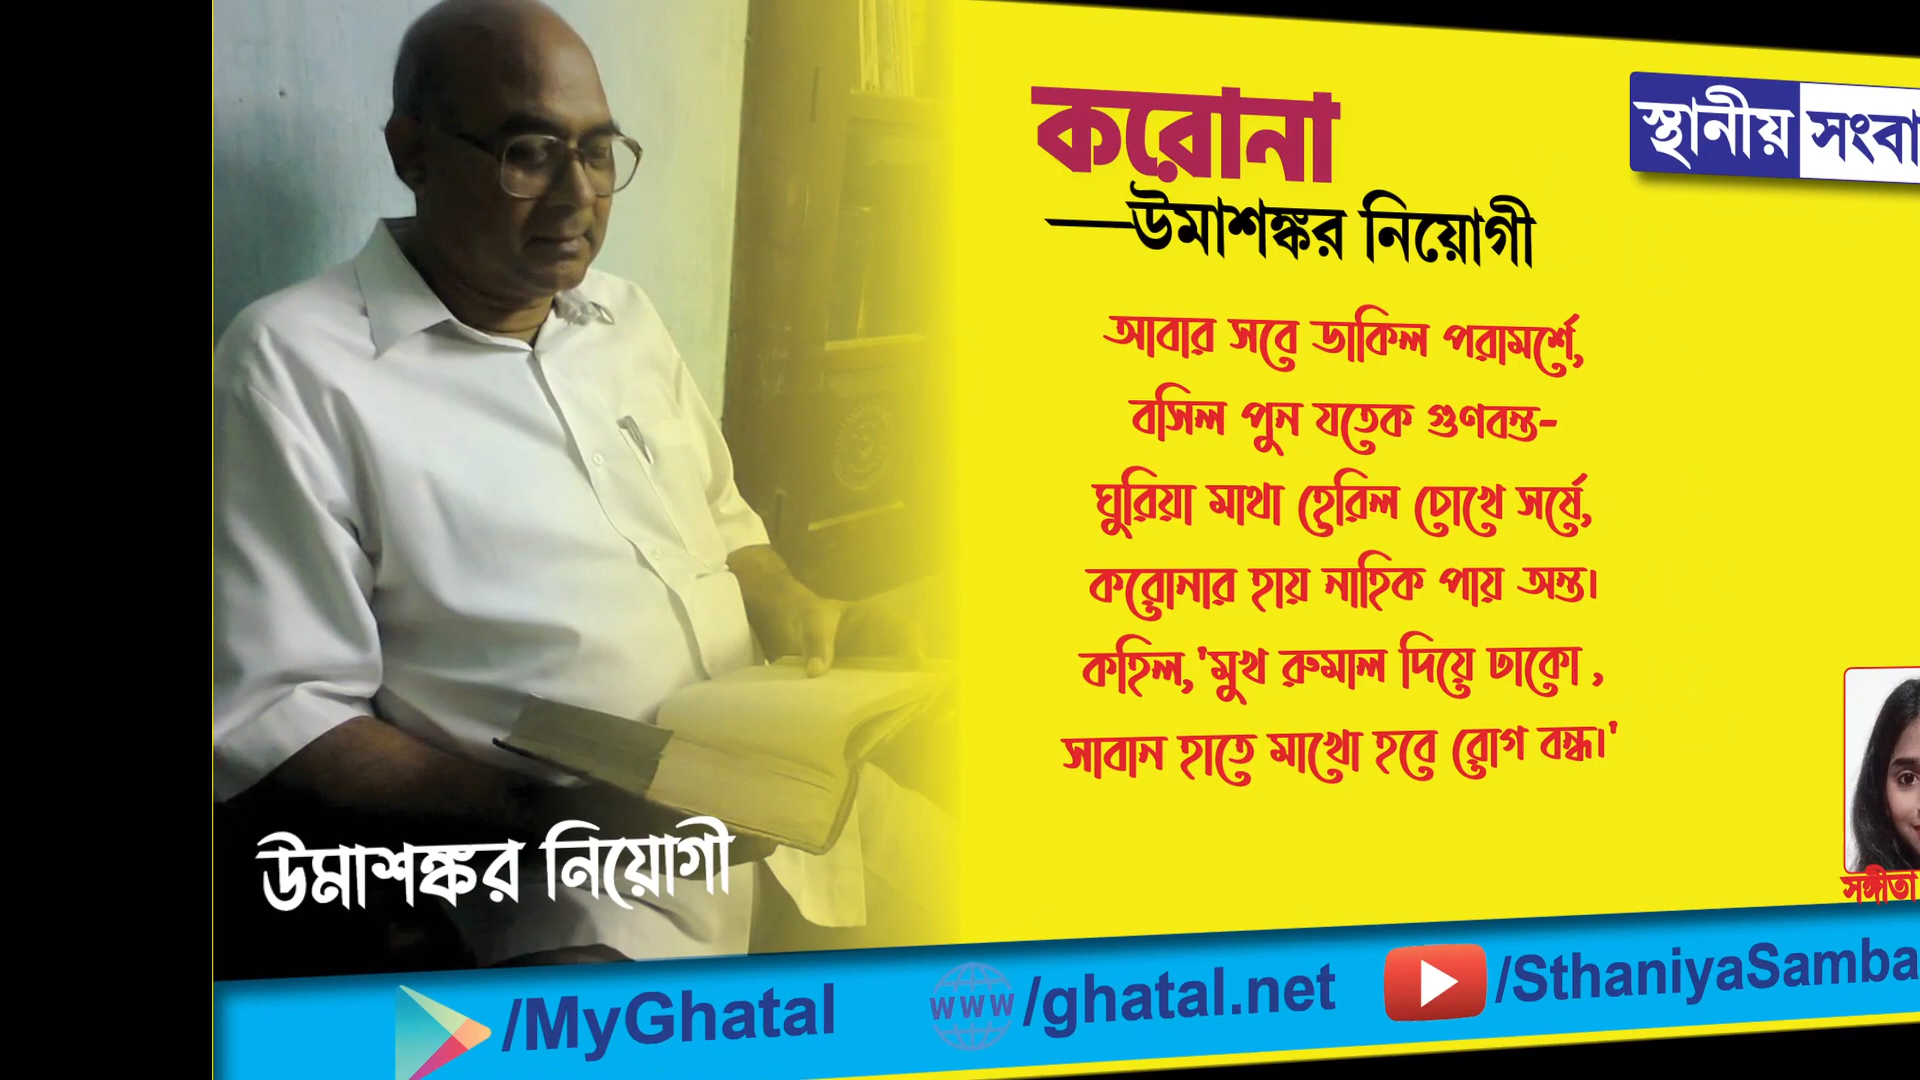 করোনা
—উমাশঙ্কর নিয়োগী
স্থানীয় সংবা
আবার সবে ডাকিল পরামর্শে,
বসিল পুন যতেক গুণবন্ত-
ঘুরিয়া মাথা হেরিল চোখে সর্ষে,
করোনার হায় নাহিক পায় অন্ত।
কহিল,'মুখ রুমাল দিয়ে ঢাকো ,
সাবান হাতে মাখো হবে রোগ বন্ধ।'
উমাশঙ্কর নিয়োগী
সঙ্গীতা
/MyGhatal
www /ghatal.net
/SthaniyaSamba